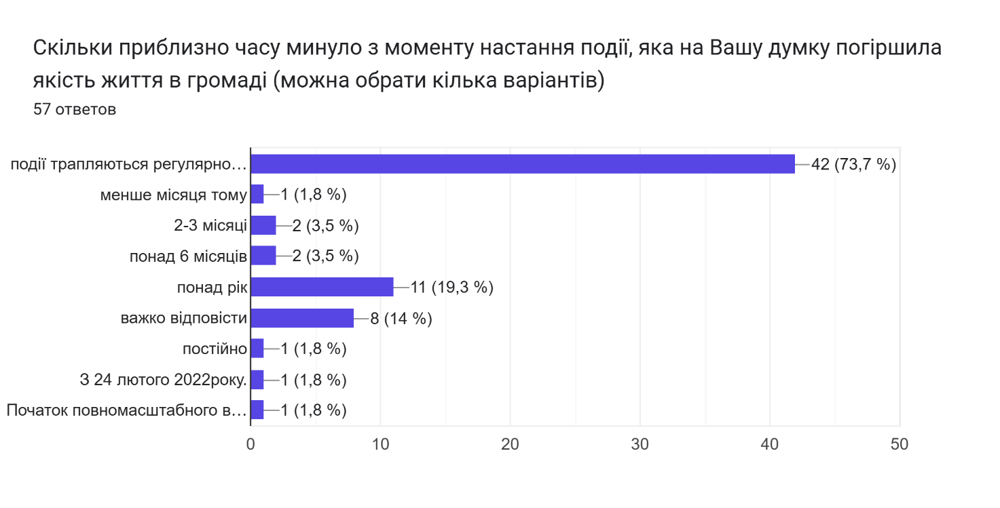 Скільки приблизно часу минуло з моменту настання події, яка на Вашу думку погіршила
якість життя в громаді (можна обрати кілька варіантів)
57 ответов
події трапляються регулярно… 42 (73,7 %)
менше місяця тому 1 (1,8 %)
2-3 місяці 2 (3,5 %)
понад 6 місяців 2 (3,5 %)
понад рік 11 (19,3 %)
важко відповісти 8 (14 %)
постійно 1 (1,8 %)
З 24 лютого 2022року. 1 (1,8 %)
Початок повномасштабного в… 1 (1,8 %)
0 10 20 30 40 50